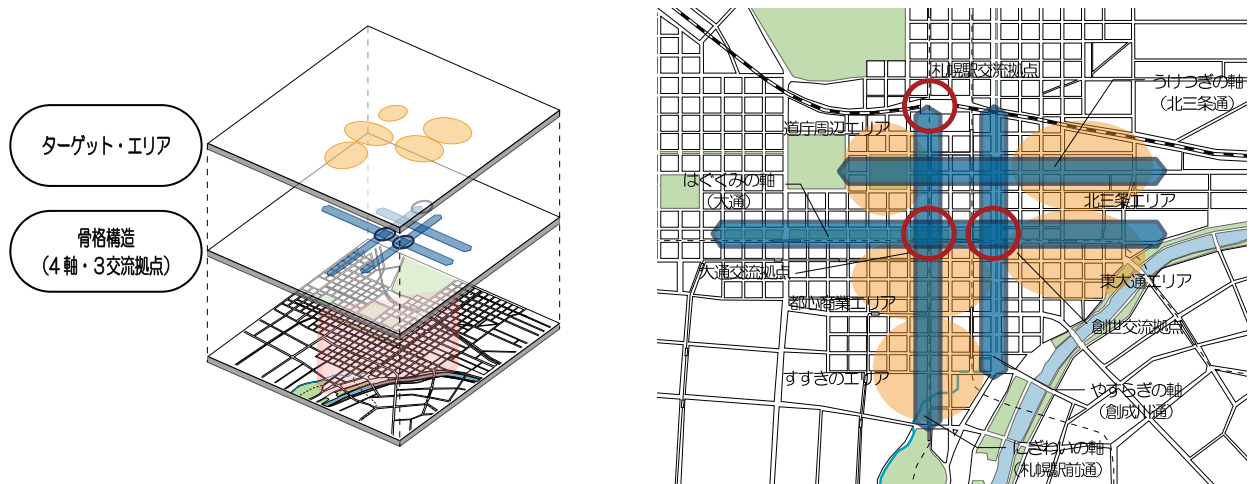 ターゲット・エリア
骨格構造
（4軸・3交流拠点）
札幌駅交流拠点
うけつぎの軸
（北三条通）
道庁周辺エリア
はぐくみの軸
（大通）
北三条エリア
大通交流拠点
東大通エリア
都心商業エリア
創世交流拠点
すすきのエリア
やすらぎの軸
（創成川通）
にぎわいの軸
（札幌駅前通）